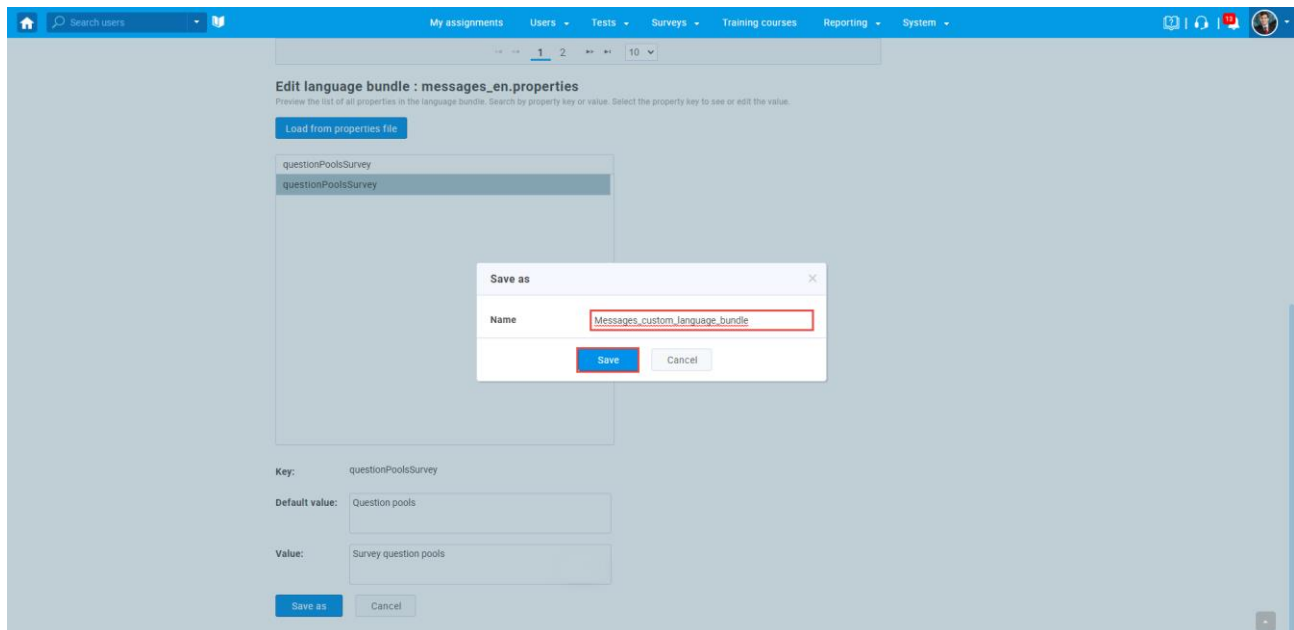 Search users My assignments Users Tests Surveys Training courses Reporting System 13
1 2 10
Edit language bundle : messages_en.properties
Preview the list of all properties in the language bundle. Search by property key or value. Select the property key to see or edit the value.
Load from properties file
questionPoolsSurvey
questionPoolsSurvey
Save as
Name Messages_custom_language_bundle
Save Cancel
Key: questionPoolsSurvey
Default value: Question pools
Value: Survey question pools
Save as Cancel